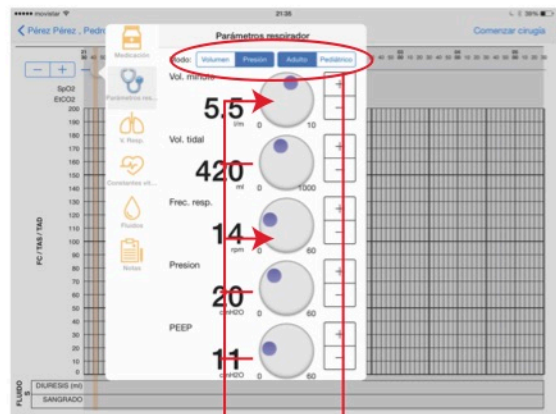 movistar 21:35 38%
Pérez Pérez , Pedro
Parámetros respirador
Comenzar cirugía
Modo: Volumen Presión Adulto Pediátrico
Medicación
Parámetros res...
V. Resp.
Constantes vit...
Fluidos
Notas
Vol. minuto
5.5
l/m
0 10
+
−
Vol. tidal
420
ml
0 1000
+
−
Frec. resp.
14
rpm
0 60
+
−
Presion
20
cmH2O
0 60
+
−
PEEP
11
cmH2O
0 60
+
−
− + −
SpO2
EtCO2
FC / TAS / TAD
200
190
180
170
160
150
140
130
120
110
100
90
80
70
60
50
40
30
20
10
0
FLUIDO
S
DIURESIS (ml)
SANGRADO